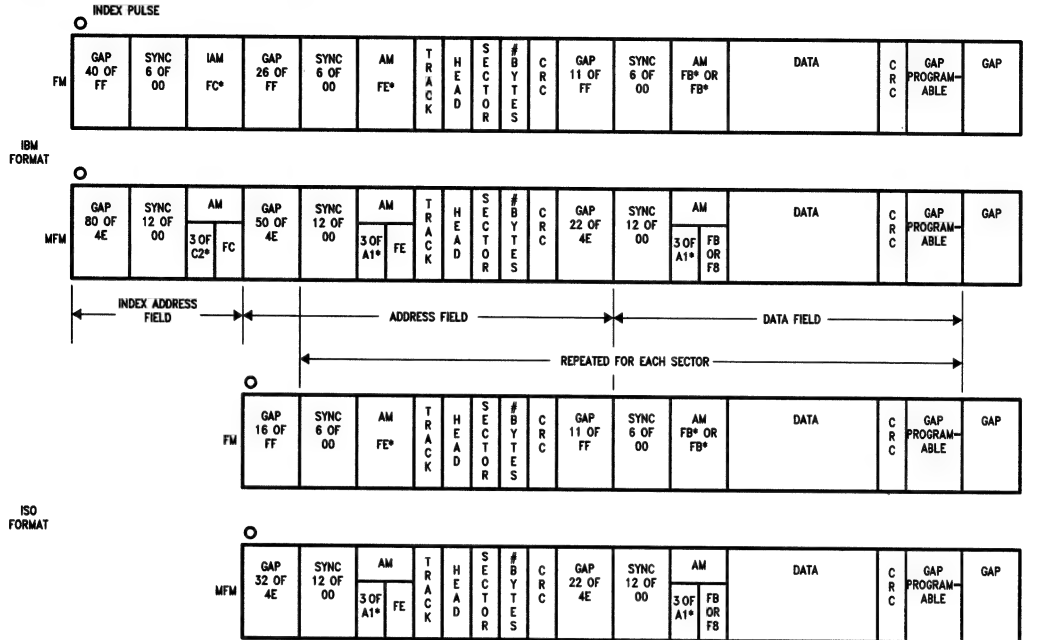 INDEX PULSE
FM
GAP 40 OF FF
SYNC 6 OF 00
IAM FC*
GAP 26 OF FF
SYNC 6 OF 00
AM FE*
TRACK
HEAD
SECTOR
#BYTES
CRC
GAP 11 OF FF
SYNC 6 OF 00
AM FB* OR FB*
DATA
CRC
GAP PROGRAM-ABLE
GAP
IBM FORMAT
MFM
GAP 80 OF 4E
SYNC 12 OF 00
AM
3 OF C2*
FC
GAP 50 OF 4E
SYNC 12 OF 00
AM
3 OF A1*
FE
TRACK
HEAD
SECTOR
#BYTES
CRC
GAP 22 OF 4E
SYNC 12 OF 00
AM
3 OF A1*
FB OR F8
DATA
CRC
GAP PROGRAM-ABLE
GAP
INDEX ADDRESS FIELD
ADDRESS FIELD
DATA FIELD
REPEATED FOR EACH SECTOR
FM
GAP 16 OF FF
SYNC 6 OF 00
AM FE*
TRACK
HEAD
SECTOR
#BYTES
CRC
GAP 11 OF FF
SYNC 6 OF 00
AM FB* OR FB*
DATA
CRC
GAP PROGRAM-ABLE
GAP
ISO FORMAT
MFM
GAP 32 OF 4E
SYNC 12 OF 00
AM
3 OF A1*
FE
TRACK
HEAD
SECTOR
#BYTES
CRC
GAP 22 OF 4E
SYNC 12 OF 00
AM
3 OF A1*
FB OR F8
DATA
CRC
GAP PROGRAM-ABLE
GAP